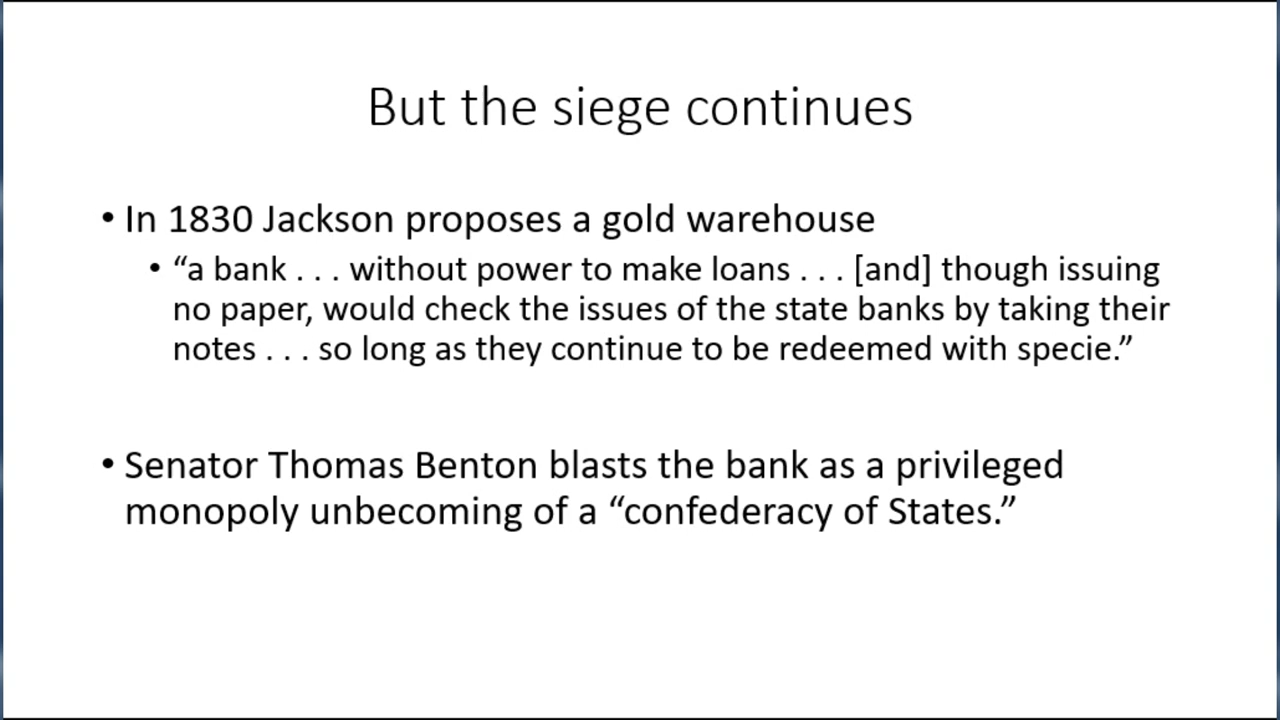 But the siege continues
• In 1830 Jackson proposes a gold warehouse
• “a bank . . . without power to make loans . . . [and] though issuing
no paper, would check the issues of the state banks by taking their
notes . . . so long as they continue to be redeemed with specie.”
• Senator Thomas Benton blasts the bank as a privileged
monopoly unbecoming of a “confederacy of States.”